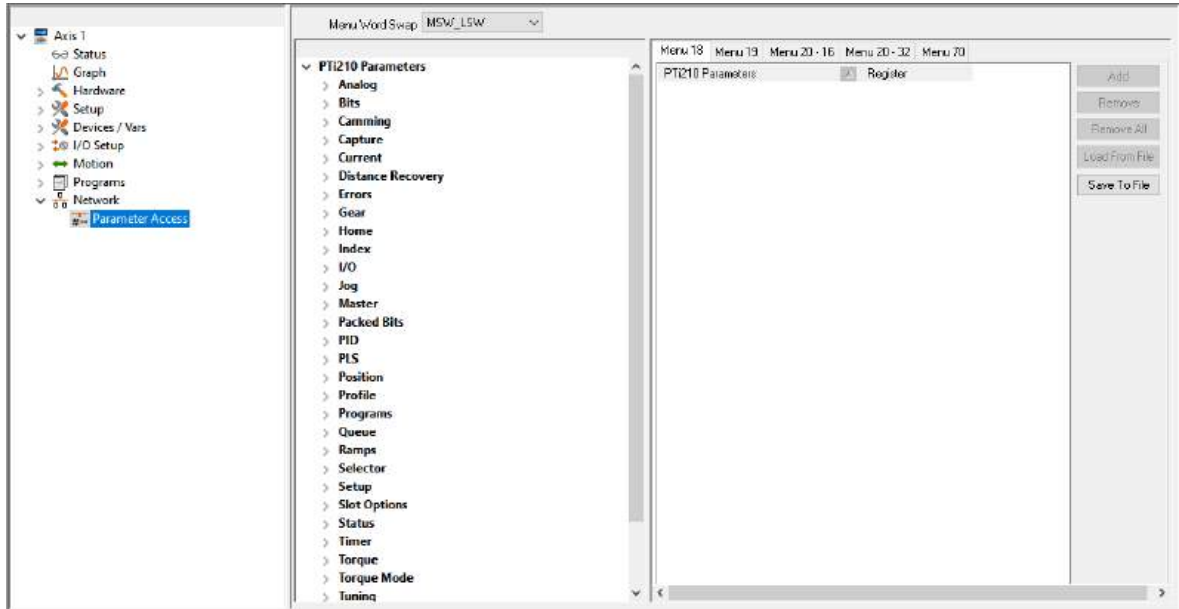 Menu Word Swap MSW_LSW
Axis 1
Status
Graph
Hardware
Setup
Devices / Vars
I/O Setup
Motion
Programs
Network
Parameter Access
PTi210 Parameters
Analog
Bits
Camming
Capture
Current
Distance Recovery
Errors
Gear
Home
Index
I/O
Jog
Master
Packed Bits
PID
PLS
Position
Profile
Programs
Queue
Ramps
Selector
Setup
Slot Options
Status
Timer
Torque
Torque Mode
Tuning
Menu 18 Menu 19 Menu 20 - 16 Menu 20 - 32 Menu 70
PTi210 Parameters Register
Add
Remove
Remove All
Load From File
Save To File